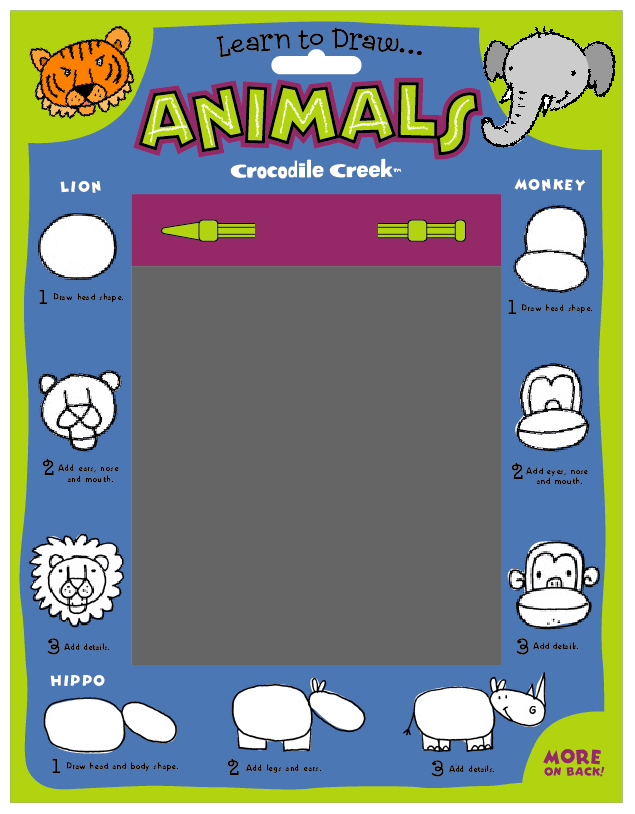 Learn to Draw...
ANIMALS
Crocodile Creek™
LION
1 Draw head shape.
2 Add ears, nose
and mouth.
3 Add details.
MONKEY
1 Draw head shape.
2 Add eyes, nose
and mouth.
3 Add details.
HIPPO
1 Draw head and body shape.
2 Add legs and ears.
3 Add details.
MORE
ON BACK!